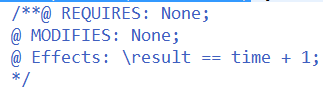 /**@ REQUIRES: None;
@ MODIFIES: None;
@ Effects: \result == time + 1;
*/